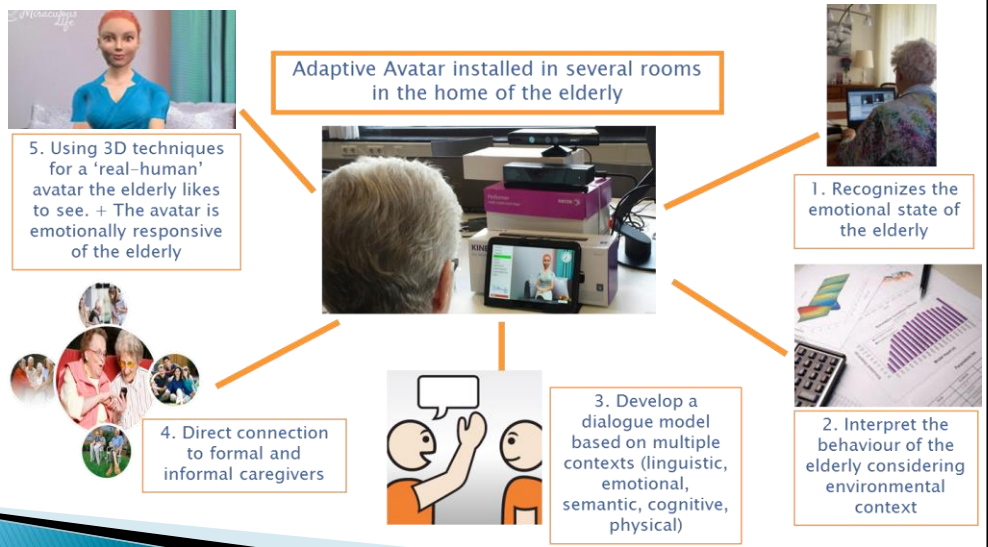 Miraculous
Life
Adaptive Avatar installed in several rooms
in the home of the elderly
1. Recognizes the
emotional state of
the elderly
2. Interpret the
behaviour of the
elderly considering
environmental
context
3. Develop a
dialogue model
based on multiple
contexts (linguistic,
emotional,
semantic, cognitive,
physical)
4. Direct connection
to formal and
informal caregivers
5. Using 3D techniques
for a ‘real-human’
avatar the elderly likes
to see. + The avatar is
emotionally responsive
of the elderly
xerox
KINE